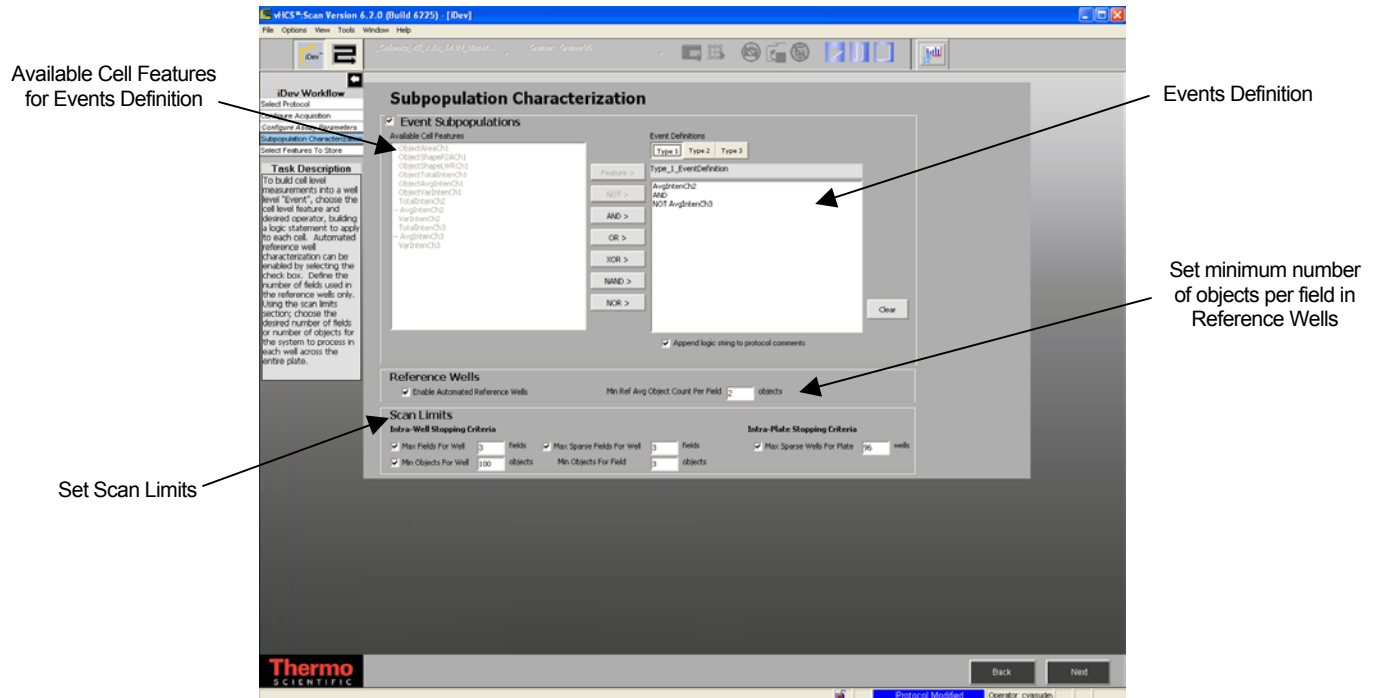 vHCS™:Scan Version 6.2.0 (Build 6225) - [iDev]
File Options View Tools Window Help
iDev™
Available Cell Features
for Events Definition
Events Definition
Set minimum number
of objects per field in
Reference Wells
Set Scan Limits
iDev Workflow
Select Protocol
Configure Acquisition
Configure Assay Parameters
Subpopulation Characterization
Select Features To Store
Task Description
To build cell level
measurements into a well
level "Event", choose the
cell level feature and
desired operator, building
a logic statement to apply
to each cell. Automated
reference well
characterization can be
enabled by selecting the
check box. Define the
number of fields used in
the reference wells only.
Using the scan limits
section; choose the
desired number of fields
or number of objects for
the system to process in
each well across the
entire plate.
Subpopulation Characterization
Event Subpopulations
Available Cell Features
ObjectAreaCh1
ObjectShapeP2ACh1
ObjectShapeLWRCh1
ObjectTotalIntenCh1
ObjectAvgIntenCh1
ObjectVarIntenCh1
TotalIntenCh2
-- AvgIntenCh2
VarIntenCh2
TotalIntenCh3
-- AvgIntenCh3
VarIntenCh3
Feature >
NOT >
AND >
OR >
XOR >
NAND >
NOR >
Event Definitions
Type 1 Type 2 Type 3
Type_1_EventDefinition
AvgIntenCh2
AND
NOT AvgIntenCh3
Clear
Append logic string to protocol comments
Reference Wells
Enable Automated Reference Wells
Min Ref Avg Object Count Per Field 2 objects
Scan Limits
Intra-Well Stopping Criteria
Intra-Plate Stopping Criteria
Max Fields For Well 3 fields
Max Sparse Fields For Well 3 fields
Max Sparse Wells For Plate 96 wells
Min Objects For Well 100 objects
Min Objects For Field 3 objects
Thermo
SCIENTIFIC
Back Next
Protocol Modified
Operator: cvasudev